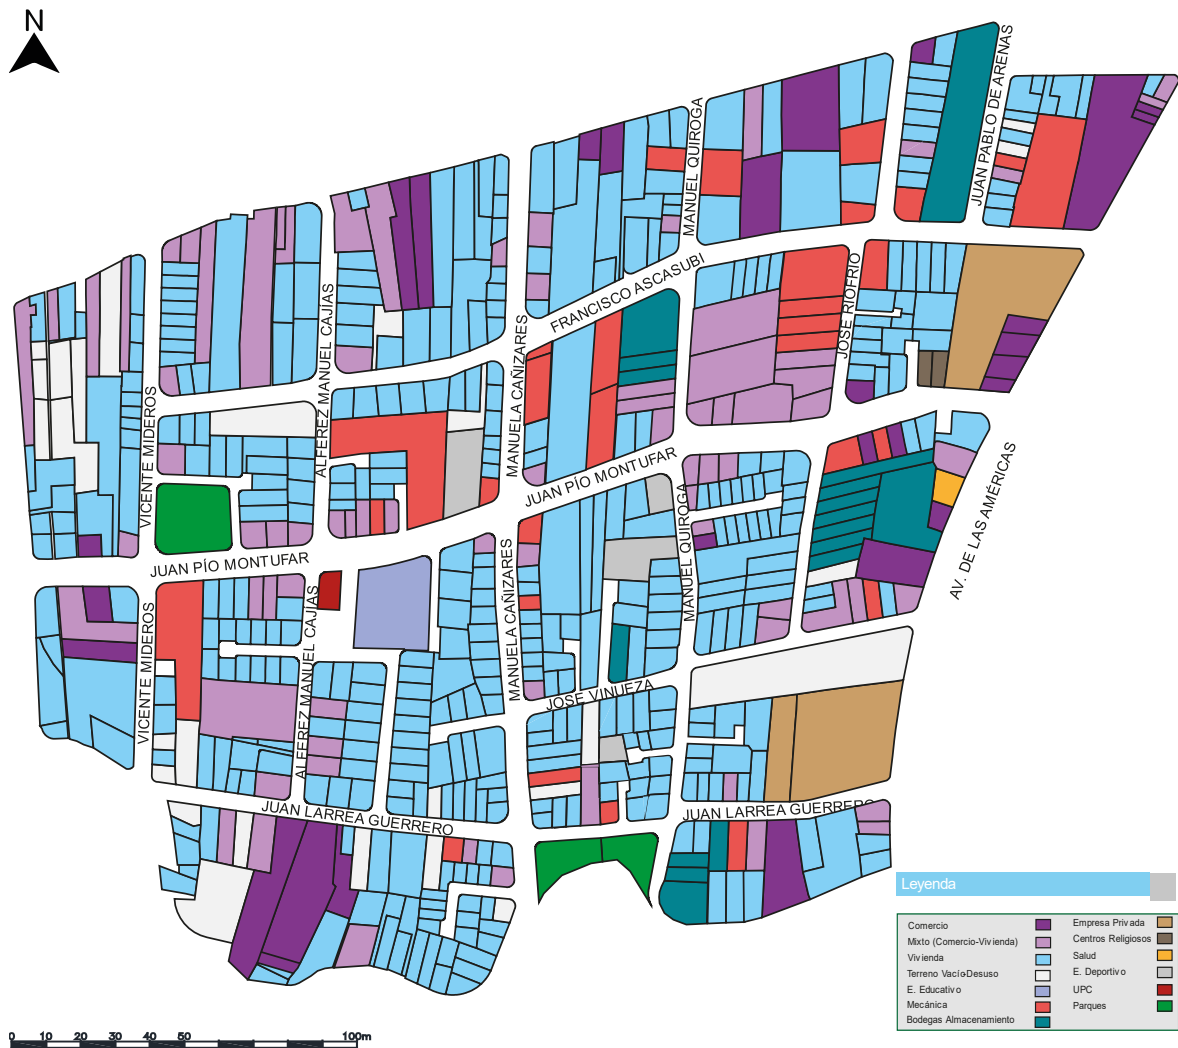 N
JUAN PABLO DE ARENAS
MANUEL QUIROGA
FRANCISCO ASCASUBI
JOSE RIOFRIO
ALFEREZ MANUEL CAJÍAS
MANUELA CAÑIZARES
VICENTE MIDEROS
JUAN PÍO MONTUFAR
AV. DE LAS AMÉRICAS
MANUEL QUIROGA
JUAN PÍO MONTUFAR
MANUELA CAÑIZARES
VICENTE MIDEROS
ALFEREZ MANUEL CAJÍAS
JOSE VINUEZA
JUAN LARREA GUERRERO
JUAN LARREA GUERRERO
Leyenda
Comercio
Mixto (Comercio-Vivienda)
Vivienda
Terreno Vacío-Desuso
E. Educativo
Mecánica
Bodegas Almacenamiento
Empresa Privada
Centros Religiosos
Salud
E. Deportivo
UPC
Parques
0 10 20 30 40 50 100m